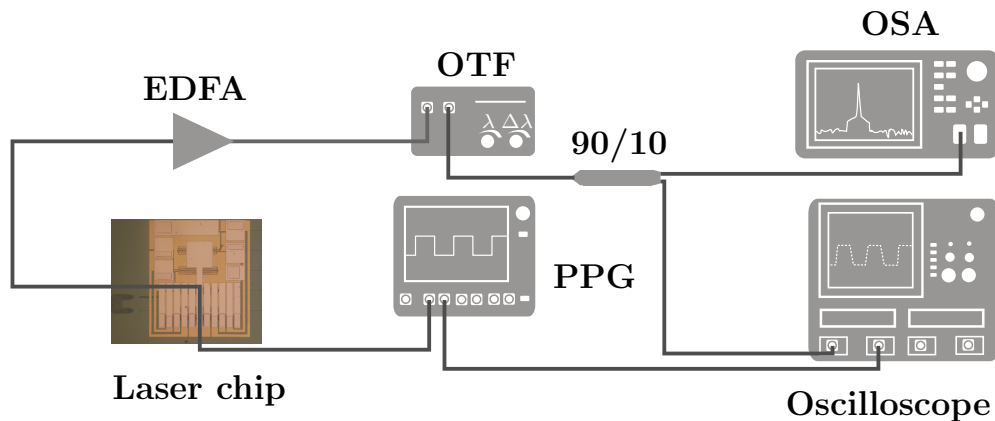 OSA
OTF
EDFA
λ Δλ
90/10
PPG
Laser chip
Oscilloscope